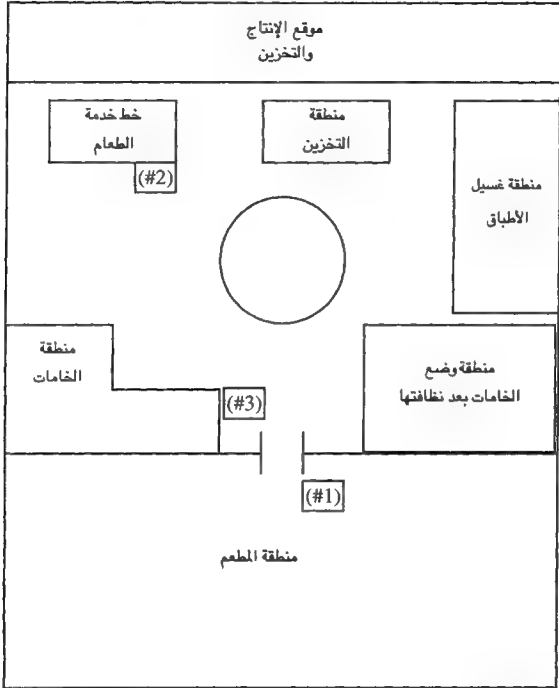 موقع الإنتاج
والتخزين
خط خدمة
الطعام
(#2)
منطقة
التخزين
منطقة غسيل
الأطباق
منطقة
الخامات
(#3)
منطقة وضع
الخامات بعد نظافتها
(#1)
منطقة المطعم